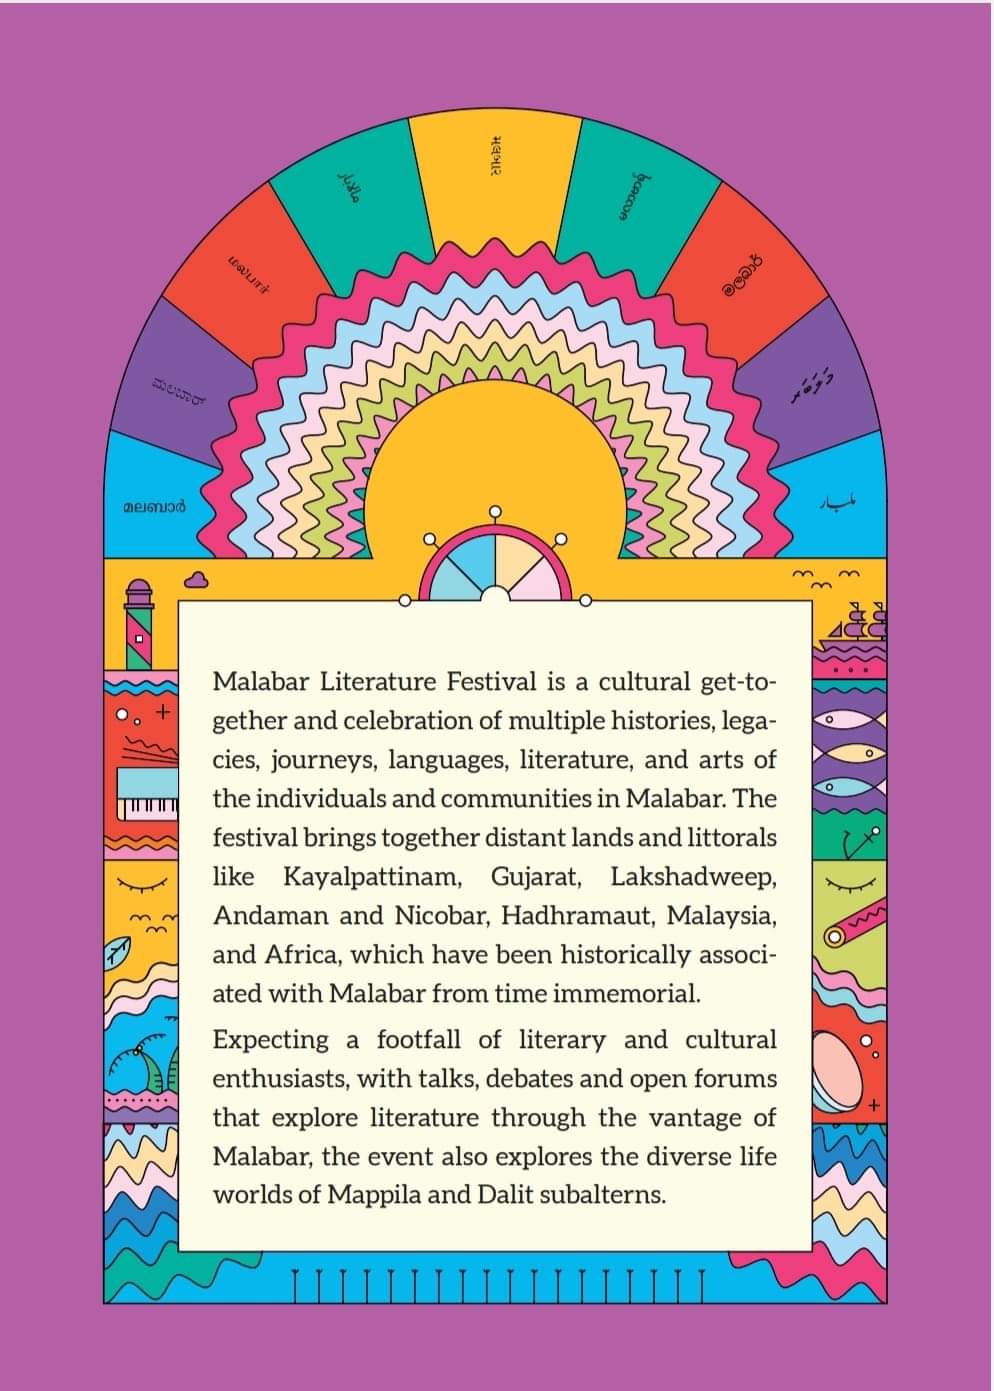 മലബാർ
ಮಲಬಾರ್
மலபார்
مالابار
മലബാർ
ملبار
Malabar Literature Festival is a cultural get-to-
gether and celebration of multiple histories, lega-
cies, journeys, languages, literature, and arts of
the individuals and communities in Malabar. The
festival brings together distant lands and littorals
like Kayalpattinam, Gujarat, Lakshadweep,
Andaman and Nicobar, Hadhramaut, Malaysia,
and Africa, which have been historically associ-
ated with Malabar from time immemorial.
Expecting a footfall of literary and cultural
enthusiasts, with talks, debates and open forums
that explore literature through the vantage of
Malabar, the event also explores the diverse life
worlds of Mappila and Dalit subalterns.